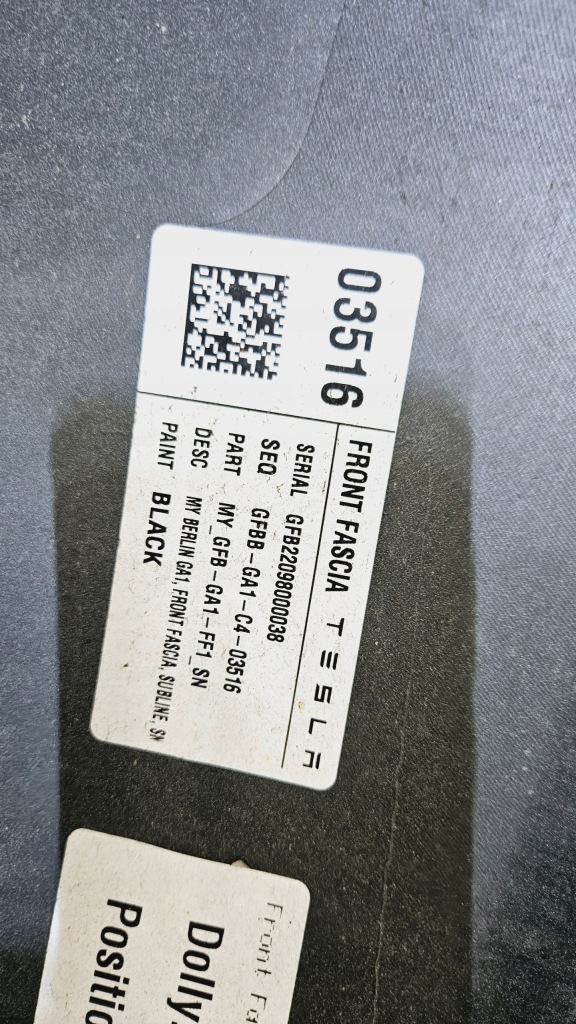 03516
FRONT FASCIA TESLA
SERIAL GFB22098000038
SEQ GFBB-GA1-C4-03516
PART MY_GFB-GA1-FF1_SN
DESC MY BERLIN GA1, FRONT FASCIA, SUBLINE, SN
PAINT BLACK
Front Fa
Dolly
Positio